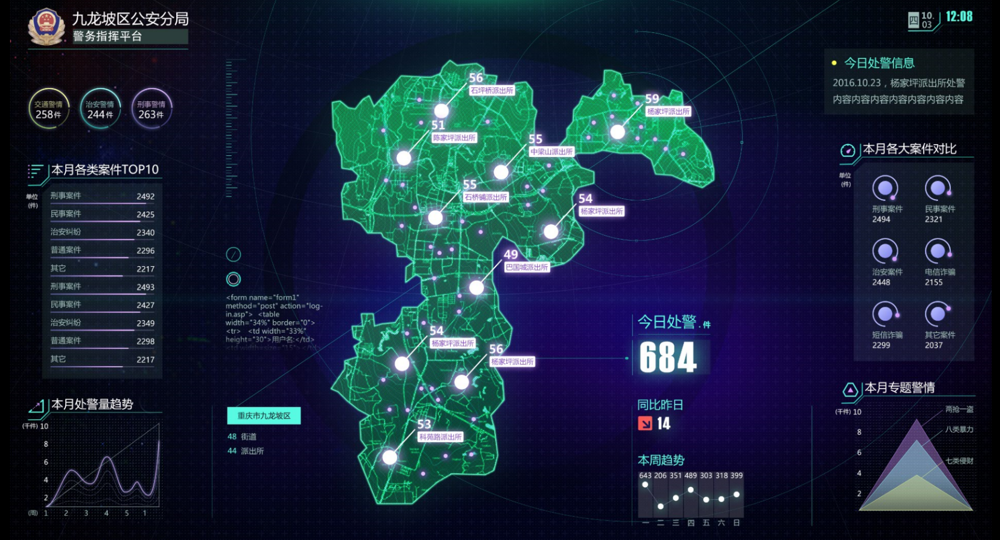 九龙坡区公安分局
警务指挥平台
四
10.
03
12:08
交通警情
258件
治安警情
244件
刑事警情
263件
本月各类案件TOP10
单位
(件)
刑事案件 2492
民事案件 2425
治安纠纷 2340
普通案件 2296
其它 2217
刑事案件 2493
民事案件 2427
治安纠纷 2349
普通案件 2298
其它 2217
本月处警量趋势
(千件) 10
8
6
4
2
(周) 1 2 3 4 5 1
<form name="form1"
method="post" action="log-
in.asp"> <table
width="34%" border="0">
<tr> <td width="33%"
height="30">用户名:</td>
<td width=size="15"></td>
重庆市九龙坡区
48 街道
44 派出所
56
石坪桥派出所
59
杨家坪派出所
51
陈家坪派出所
55
中梁山派出所
55
石桥铺派出所
54
杨家坪派出所
49
巴国城派出所
54
杨家坪派出所
56
杨家坪派出所
53
科苑路派出所
今日处警.件
684
同比昨日
14
本周趋势
643 206 351 489 303 318 399
一 二 三 四 五 六 日
今日处警信息
2016.10.23，杨家坪派出所处警
内容内容内容内容内容内容内容
本月各大案件对比
单位
(件)
刑事案件
2494
民事案件
2321
治安案件
2448
电信诈骗
2155
短信诈骗
2299
其它案件
2037
本月专题警情
(千件) 10
8
6
4
2
两抢一盗
八类暴力
七类侵财